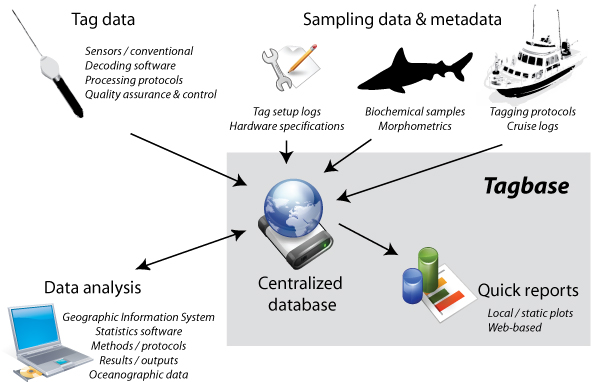 Tag data
Sensors / conventional
Decoding software
Processing protocols
Quality assurance & control
Sampling data & metadata
Tag setup logs
Hardware specifications
Biochemical samples
Morphometrics
Tagging protocols
Cruise logs
Tagbase
Centralized
database
Data analysis
Geographic Information System
Statistics software
Methods / protocols
Results / outputs
Oceanographic data
Quick reports
Local / static plots
Web-based